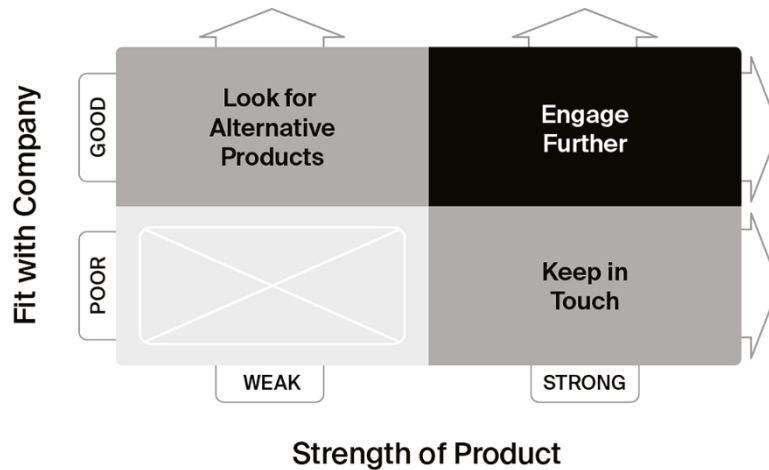 Fit with Company
GOOD
Look for
Alternative
Products
Engage
Further
POOR
Keep in
Touch
WEAK
STRONG
Strength of Product